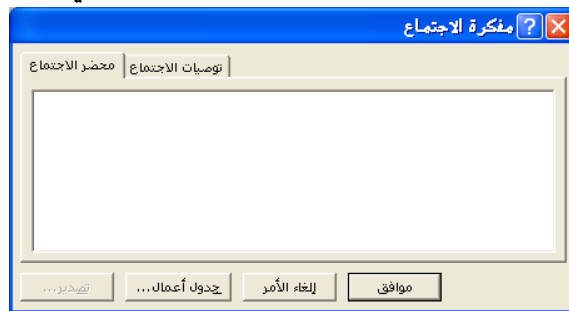 مفكرة الاجتماع ?
توصيات الاجتماع محضر الاجتماع
موافق إلغاء الأمر جدول أعمال... تصدير...